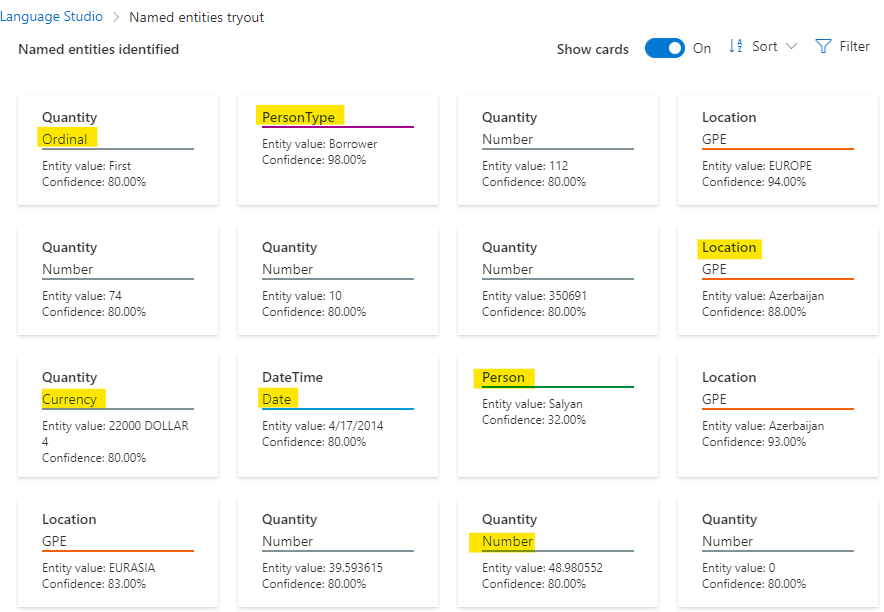 Language Studio > Named entities tryout
Named entities identified
Show cards On Sort Filter
Quantity
Ordinal
Entity value: First
Confidence: 80.00%
PersonType
Entity value: Borrower
Confidence: 98.00%
Quantity
Number
Entity value: 112
Confidence: 80.00%
Location
GPE
Entity value: EUROPE
Confidence: 94.00%
Quantity
Number
Entity value: 74
Confidence: 80.00%
Quantity
Number
Entity value: 10
Confidence: 80.00%
Quantity
Number
Entity value: 350691
Confidence: 80.00%
Location
GPE
Entity value: Azerbaijan
Confidence: 88.00%
Quantity
Currency
Entity value: 22000 DOLLAR
4
Confidence: 80.00%
DateTime
Date
Entity value: 4/17/2014
Confidence: 80.00%
Person
Entity value: Salyan
Confidence: 32.00%
Location
GPE
Entity value: Azerbaijan
Confidence: 93.00%
Location
GPE
Entity value: EURASIA
Confidence: 83.00%
Quantity
Number
Entity value: 39.593615
Confidence: 80.00%
Quantity
Number
Entity value: 48.980552
Confidence: 80.00%
Quantity
Number
Entity value: 0
Confidence: 80.00%